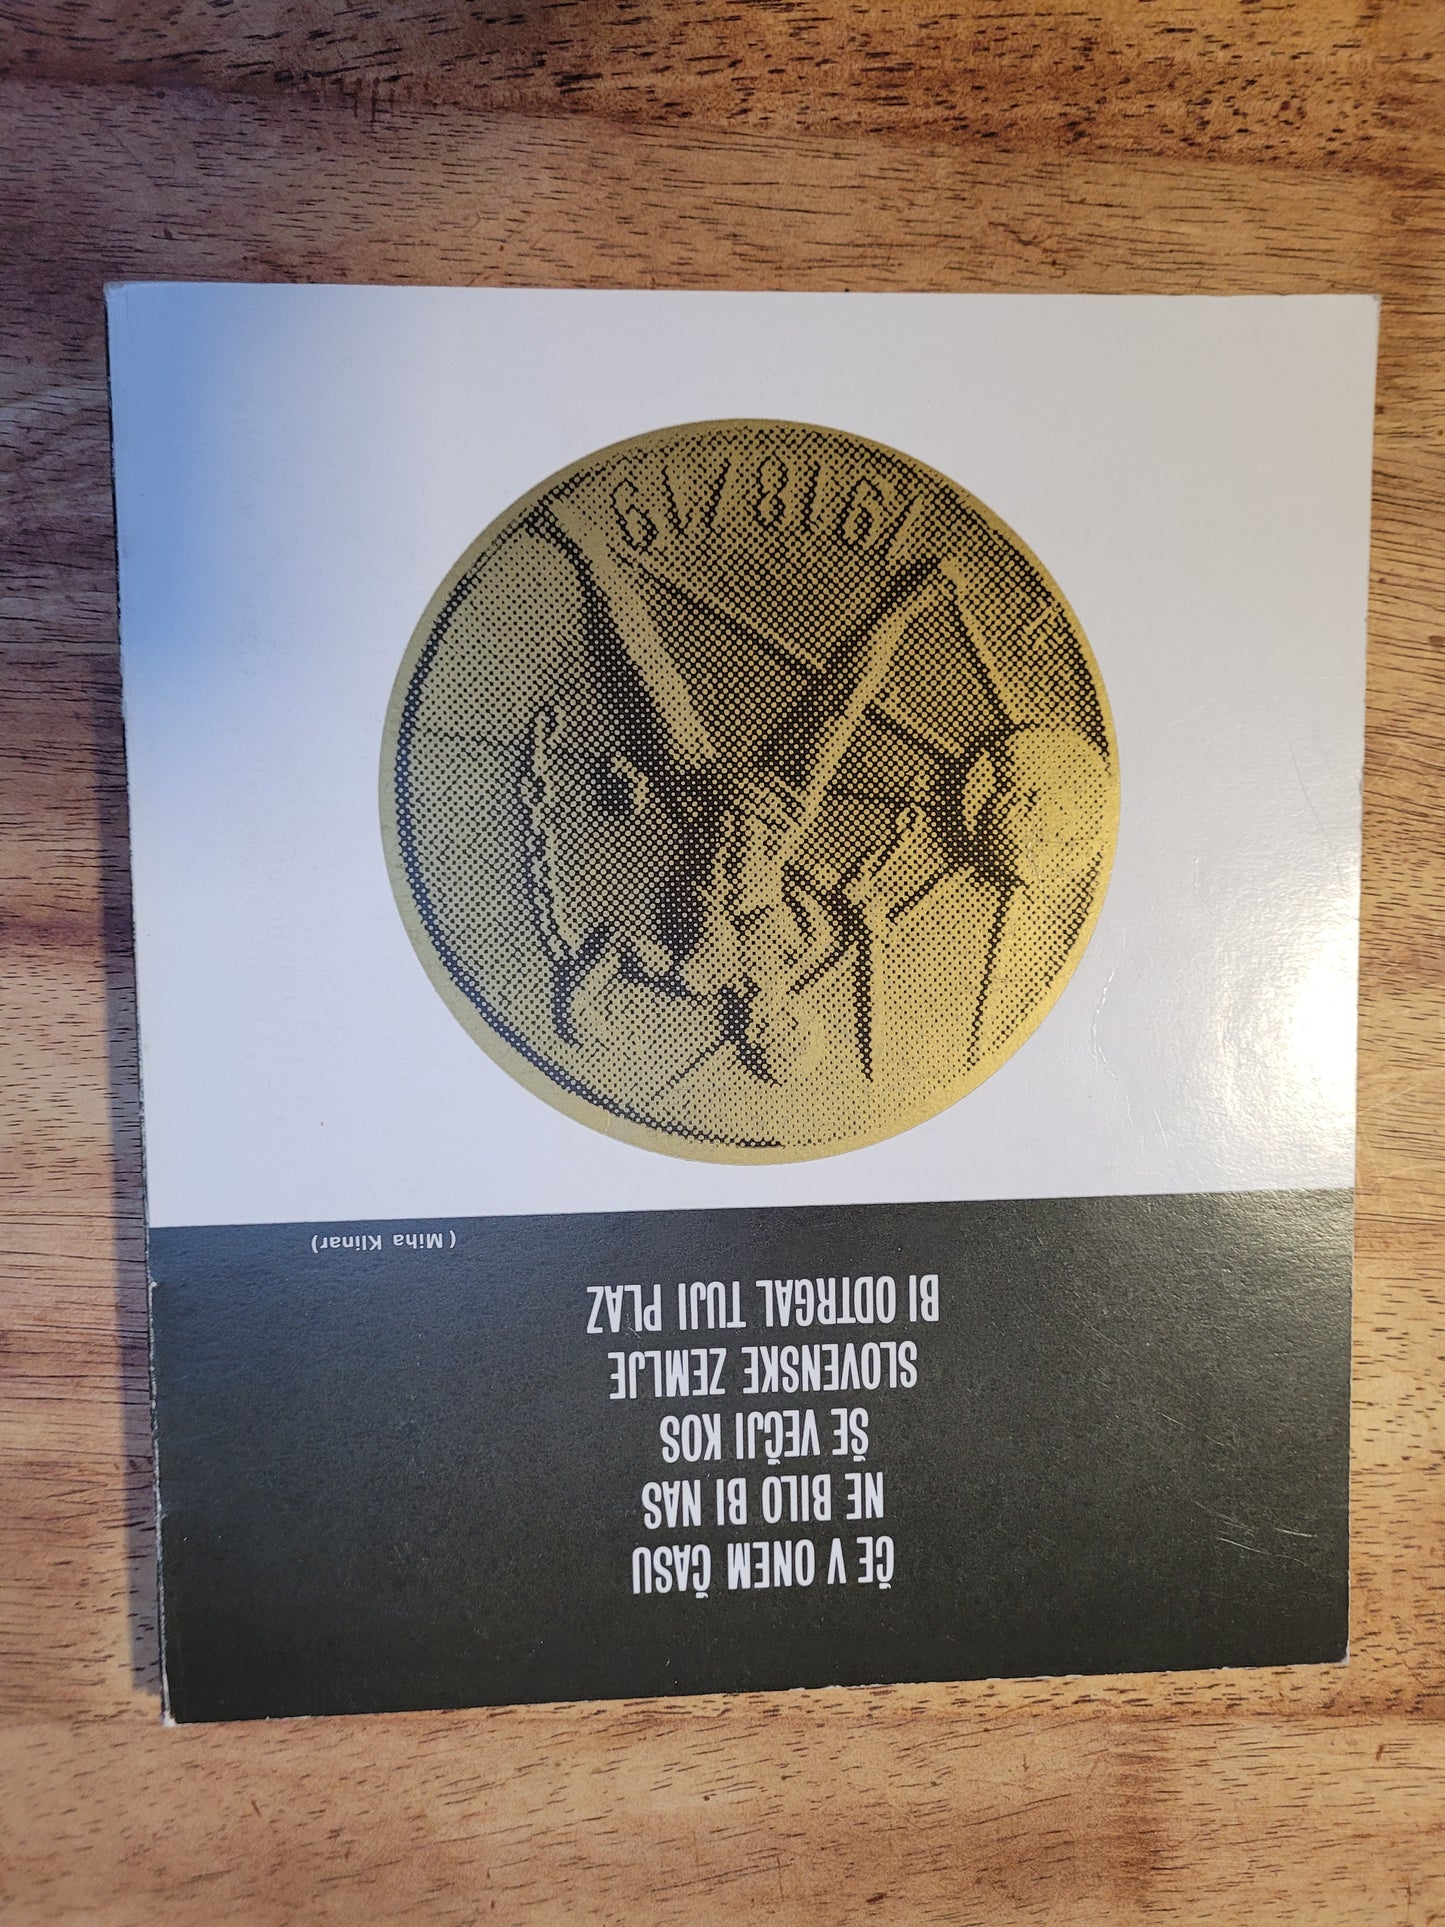 ČE V ONEM ČASU
NE BILO BI NAS
ŠE VEČJI KOS
SLOVENSKE ZEMLJE
BI ODTRGAL TUJI PLAZ
( Miha Klinar)
1918/19